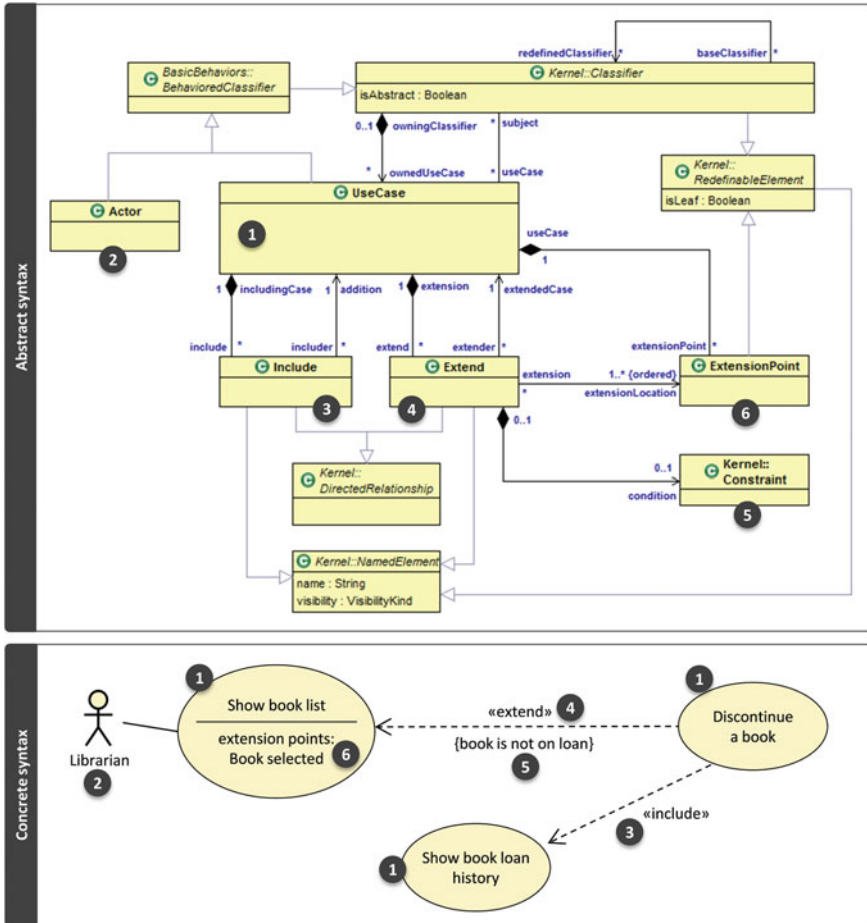 Abstract syntax
redefinedClassifier * baseClassifier *
C BasicBehaviors::
BehavioredClassifier
C Kernel::Classifier
isAbstract : Boolean
0..1 owningClassifier * subject
* ownedUseCase * useCase
C Kernel::
RedefinableElement
isLeaf : Boolean
C Actor
2
C UseCase
1
useCase
1
1 includingCase 1 addition 1 extension 1 extendedCase
include * includer * extend * extender *
extensionPoint *
C Include
3
C Extend
4
extension 1..* {ordered}
* extensionLocation
C ExtensionPoint
6
0..1
C Kernel::
DirectedRelationship
0..1
condition
C Kernel::
Constraint
5
C Kernel::NamedElement
name : String
visibility : VisibilityKind
Concrete syntax
Librarian
2
1
Show book list
extension points:
Book selected 6
«extend» 4
{book is not on loan}
5
1
Discontinue
a book
«include»
3
1
Show book loan
history